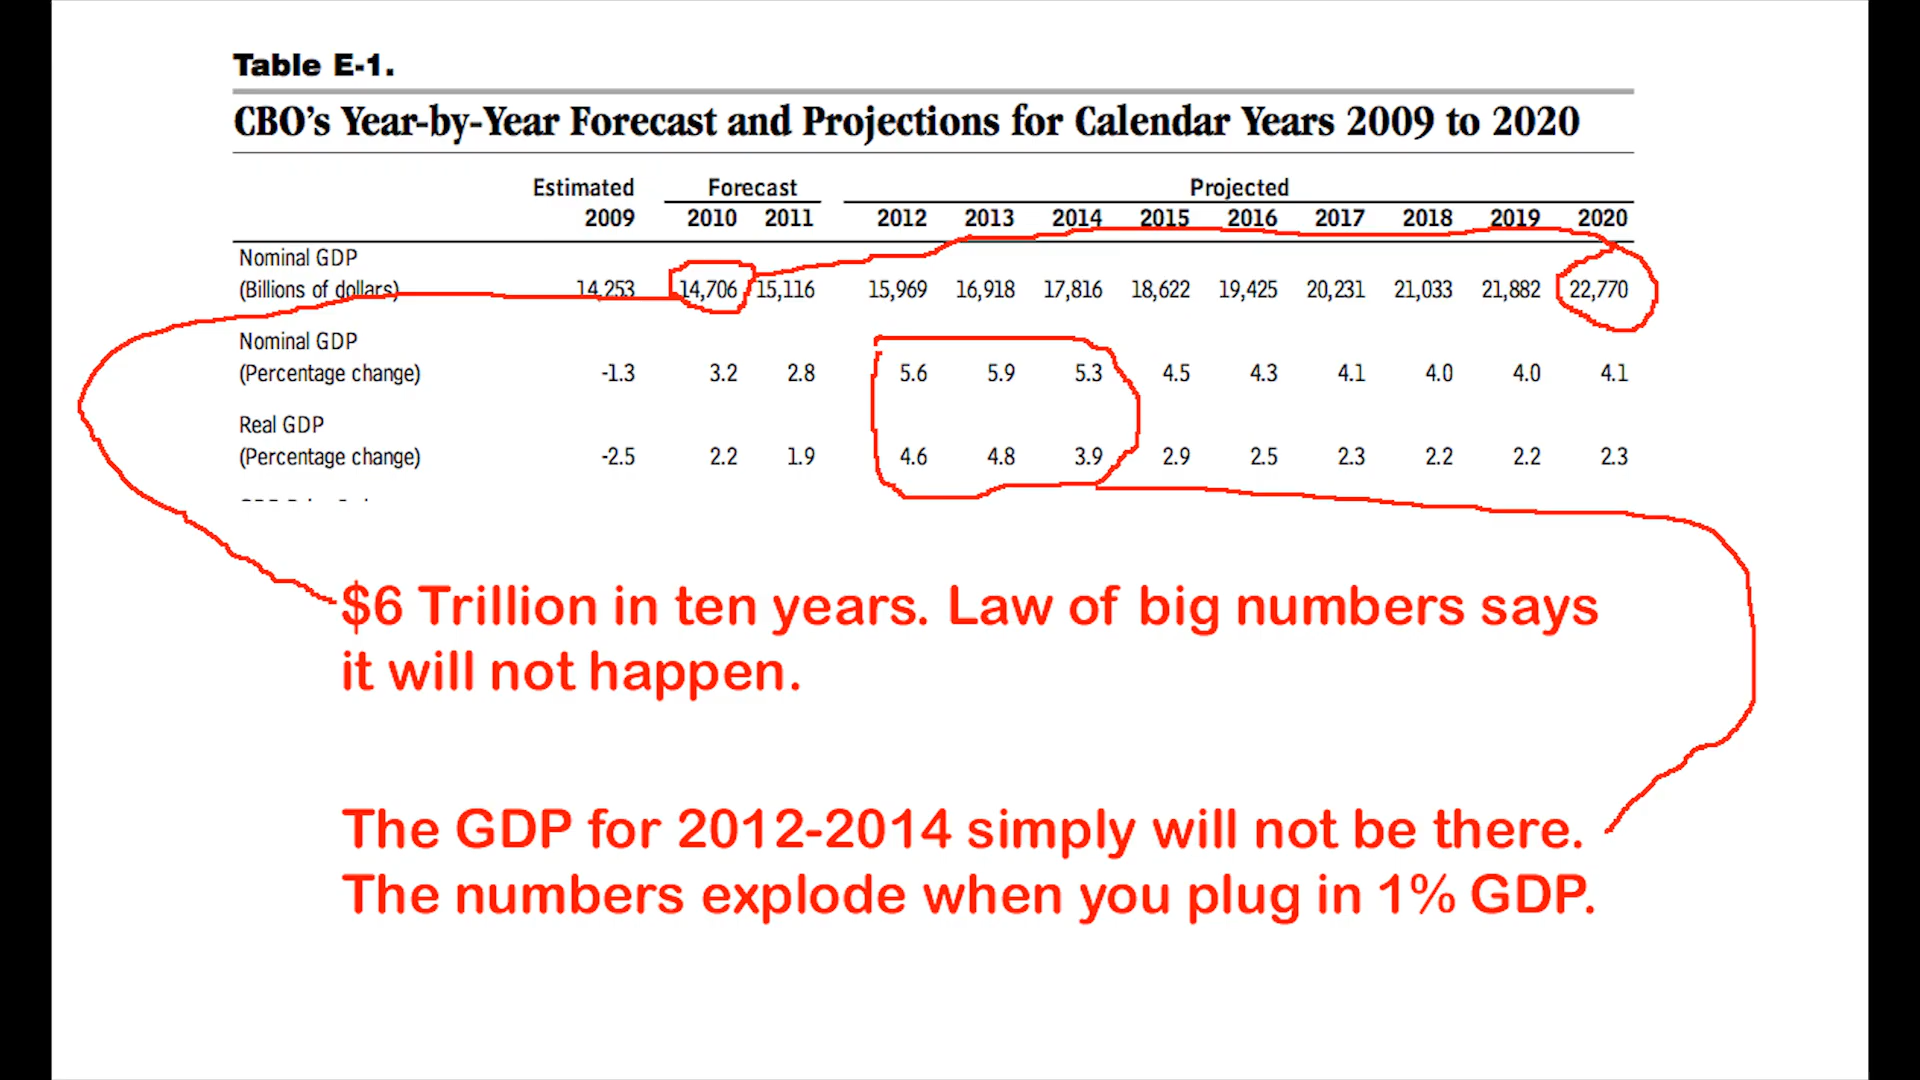 Table E-1.
CBO's Year-by-Year Forecast and Projections for Calendar Years 2009 to 2020
Estimated Forecast Projected
2009 2010 2011 2012 2013 2014 2015 2016 2017 2018 2019 2020
Nominal GDP
(Billions of dollars) 14,253 14,706 15,116 15,969 16,918 17,816 18,622 19,425 20,231 21,033 21,882 22,770
Nominal GDP
(Percentage change) -1.3 3.2 2.8 5.6 5.9 5.3 4.5 4.3 4.1 4.0 4.0 4.1
Real GDP
(Percentage change) -2.5 2.2 1.9 4.6 4.8 3.9 2.9 2.5 2.3 2.2 2.2 2.3
$6 Trillion in ten years. Law of big numbers says
it will not happen.
The GDP for 2012-2014 simply will not be there.
The numbers explode when you plug in 1% GDP.